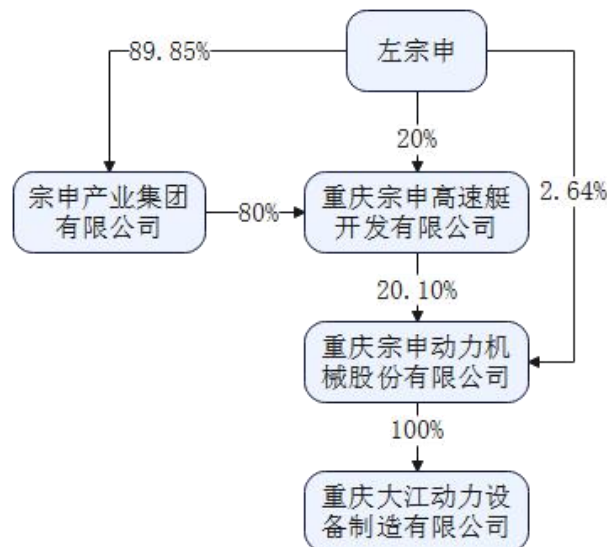 左宗申
89.85%
20%
2.64%
宗申产业集团
有限公司
80%
重庆宗申高速艇
开发有限公司
20.10%
重庆宗申动力机
械股份有限公司
100%
重庆大江动力设
备制造有限公司